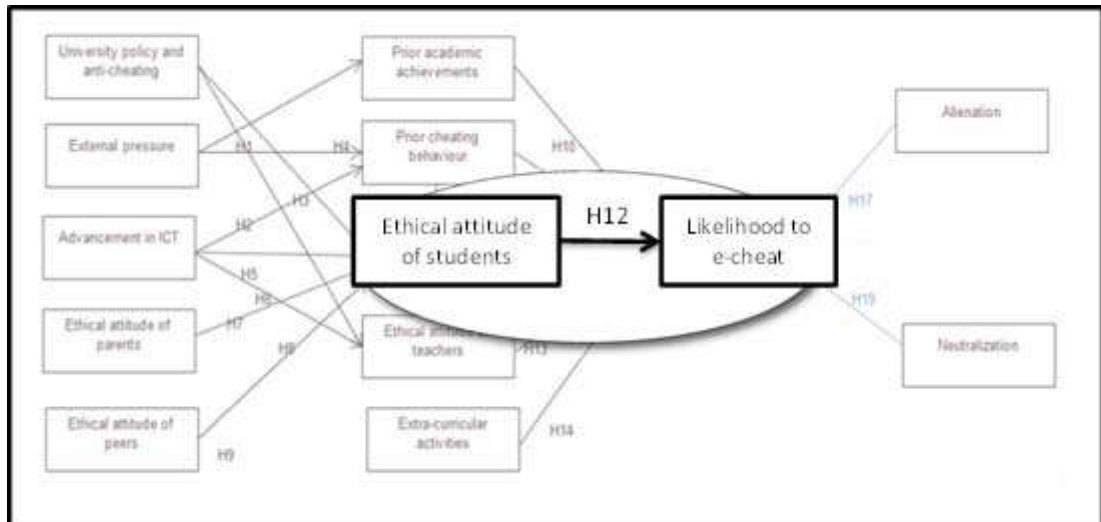 University policy and
anti-cheating
External pressure
Advancement in ICT
Ethical attitude of
parents
Ethical attitude of
peers
H1
H4
H3
H2
H5
H7
H8
H9
Prior academic
achievements
Prior cheating
behaviour
Ethical attitude
of students
Ethical attitude
teachers
Extra-curricular
activities
H10
H12
H13
H14
Likelihood to
e-cheat
H17
Alienation
Neutralization